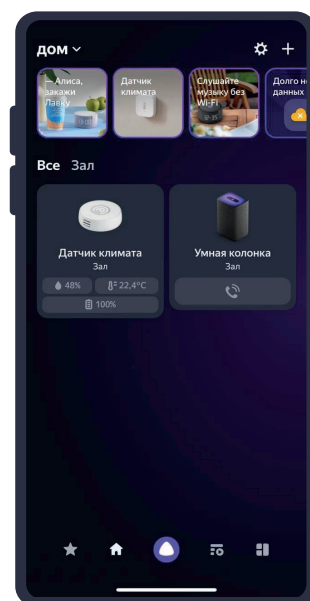 дом
— Алиса,
закажи
Лавку
Датчик
климата
Слушайте
музыку без
Wi-Fi
Долго не
данных
Все Зал
Датчик климата
Зал
48% 22,4°C
100%
Умная колонка
Зал